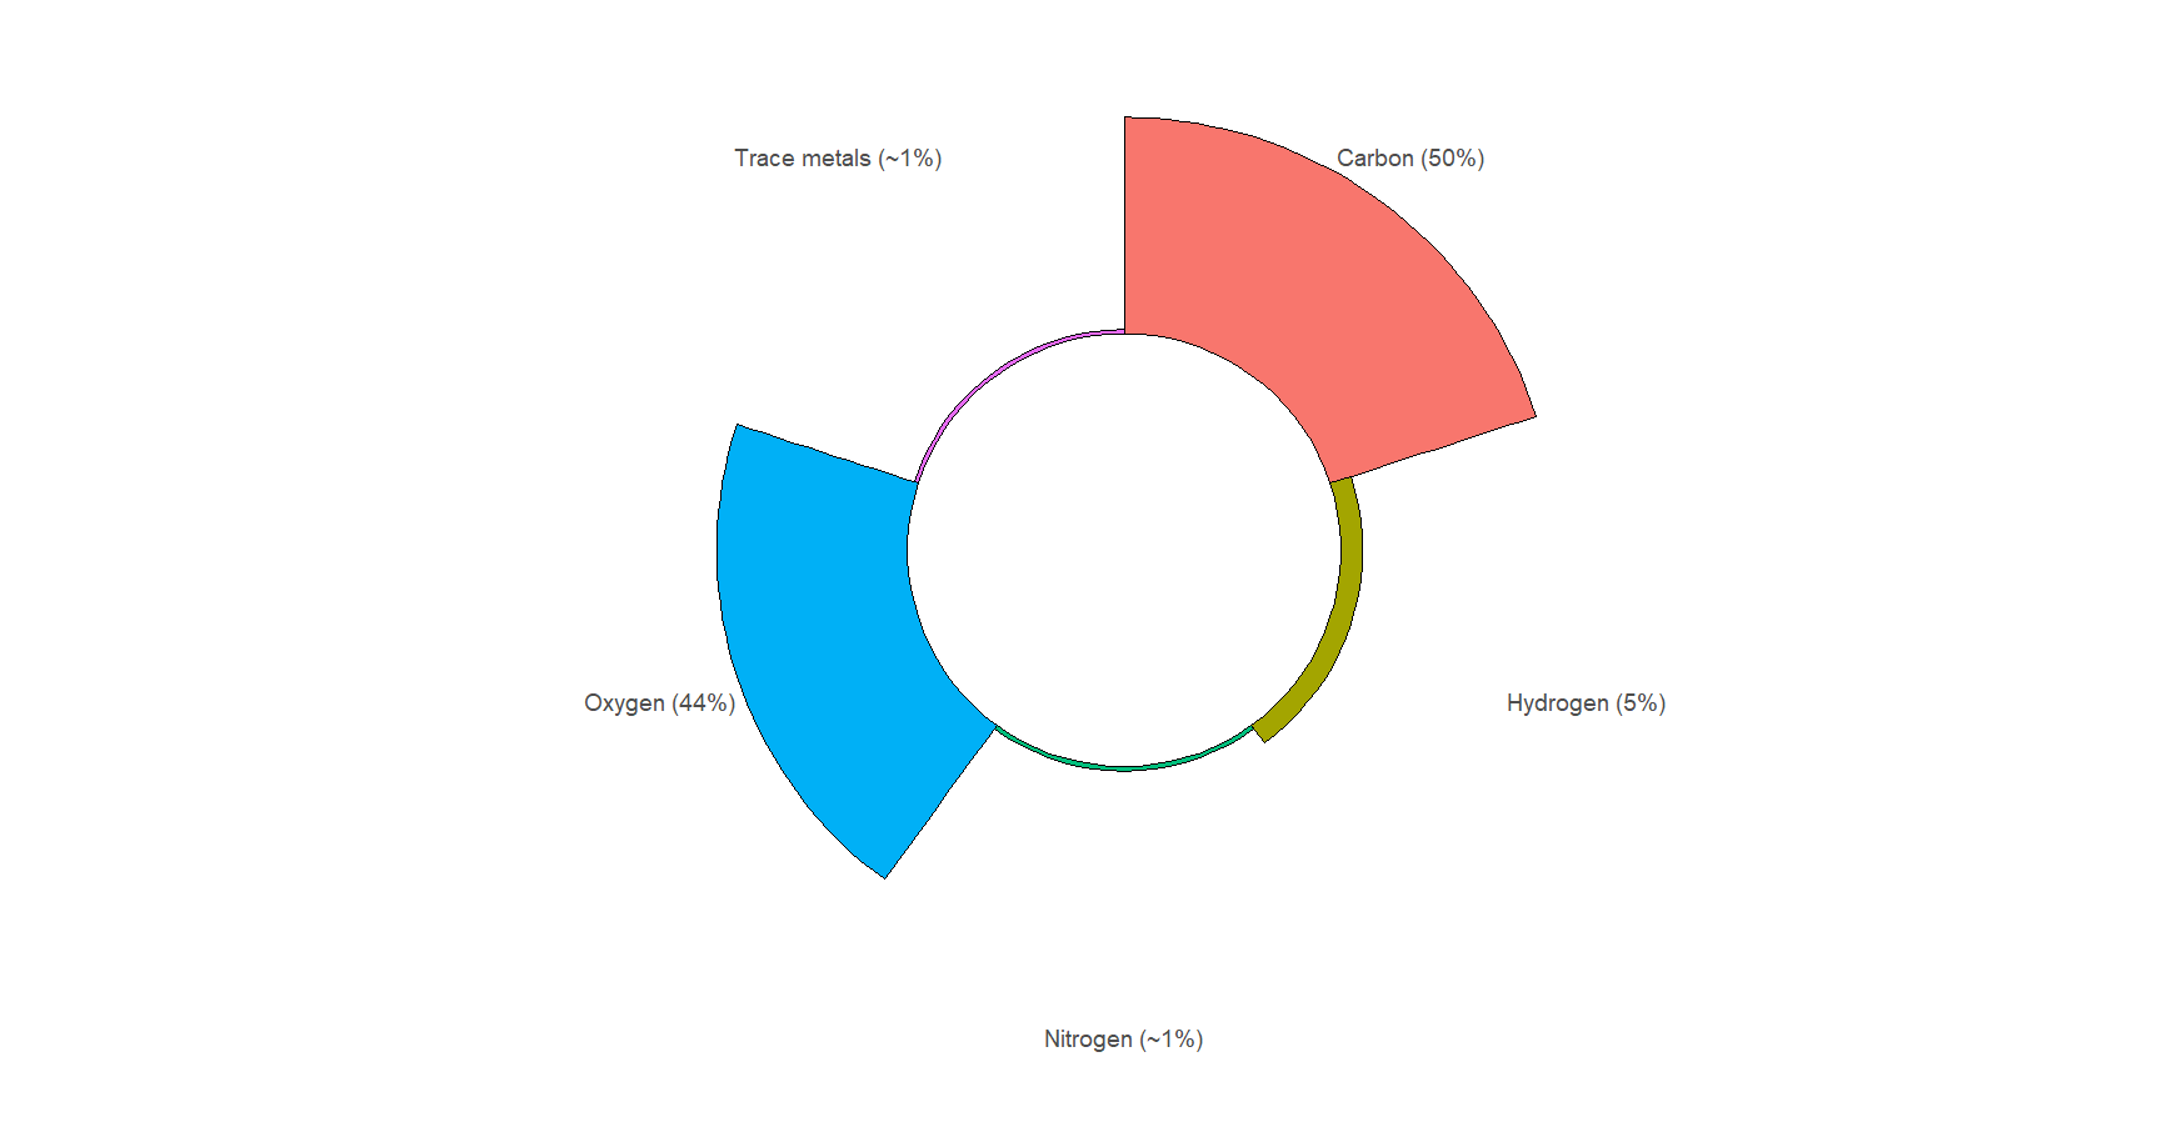 Trace metals (~1%)
Carbon (50%)
Oxygen (44%)
Hydrogen (5%)
Nitrogen (~1%)